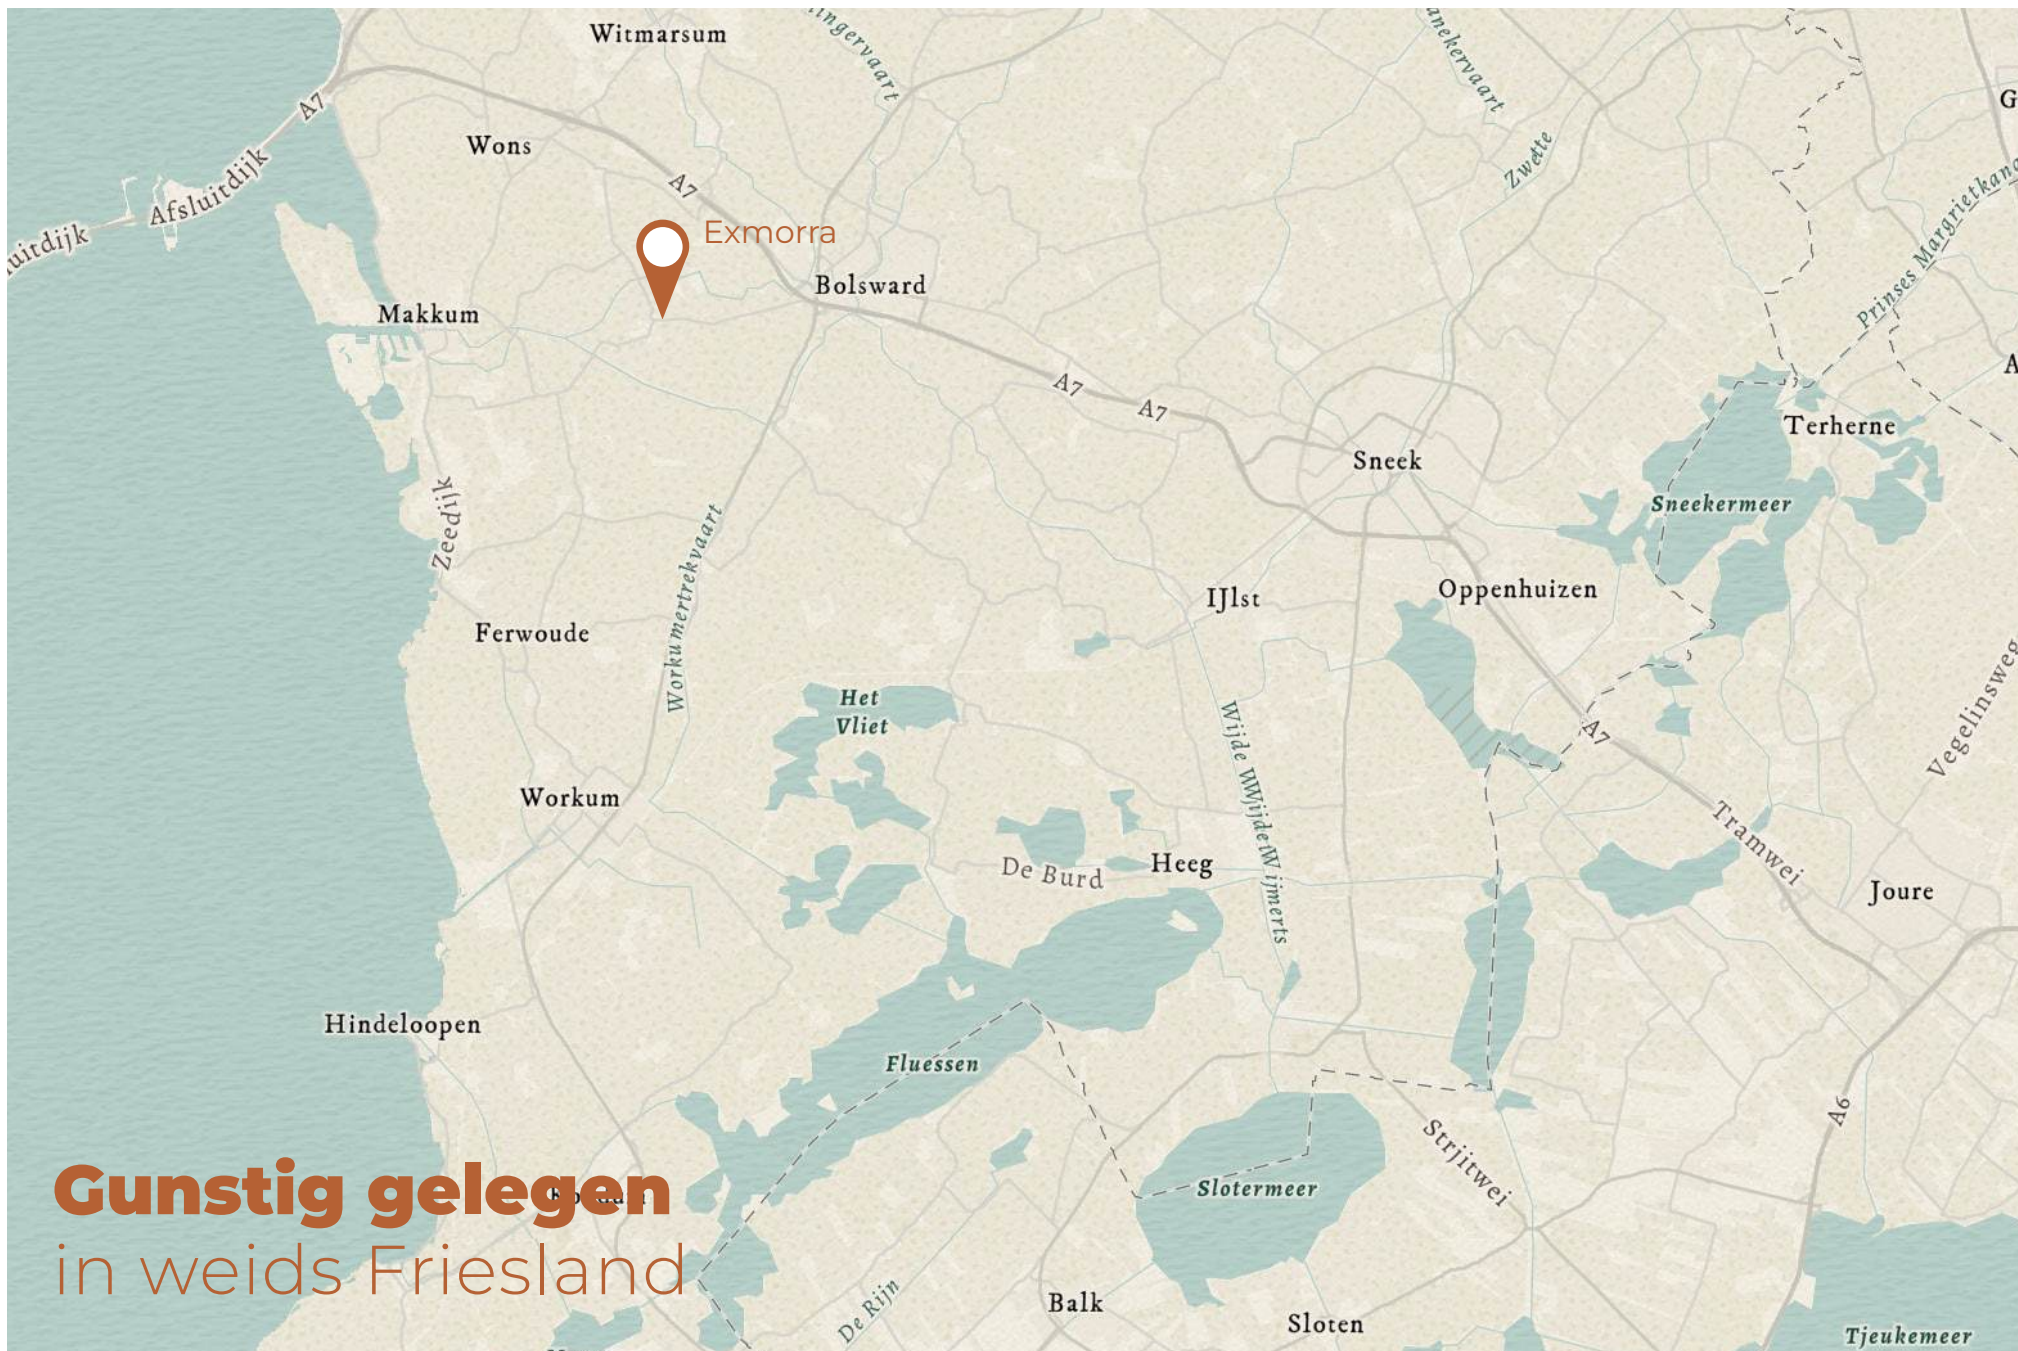 Witmarsum
A7
Wons
Zwette
Afsluitdijk
A7
Prinses Margrietkana
Exmorra
Bolsward
Makkum
A7
A7
Terherne
Sneek
Sneekermeer
Zeedijk
Oppenhuizen
IJlst
Workumertrekvaart
Ferwoude
Het
Vliet
A7
Vegelinsweg
Workum
Tramwei
Heeg
De Burd
Joure
Hindeloopen
Fluessen
A6
Strjitwei
Slotermeer
Gunstig gelegen
in weids Friesland
De Rijn
Balk
Sloten
Tjeukemeer